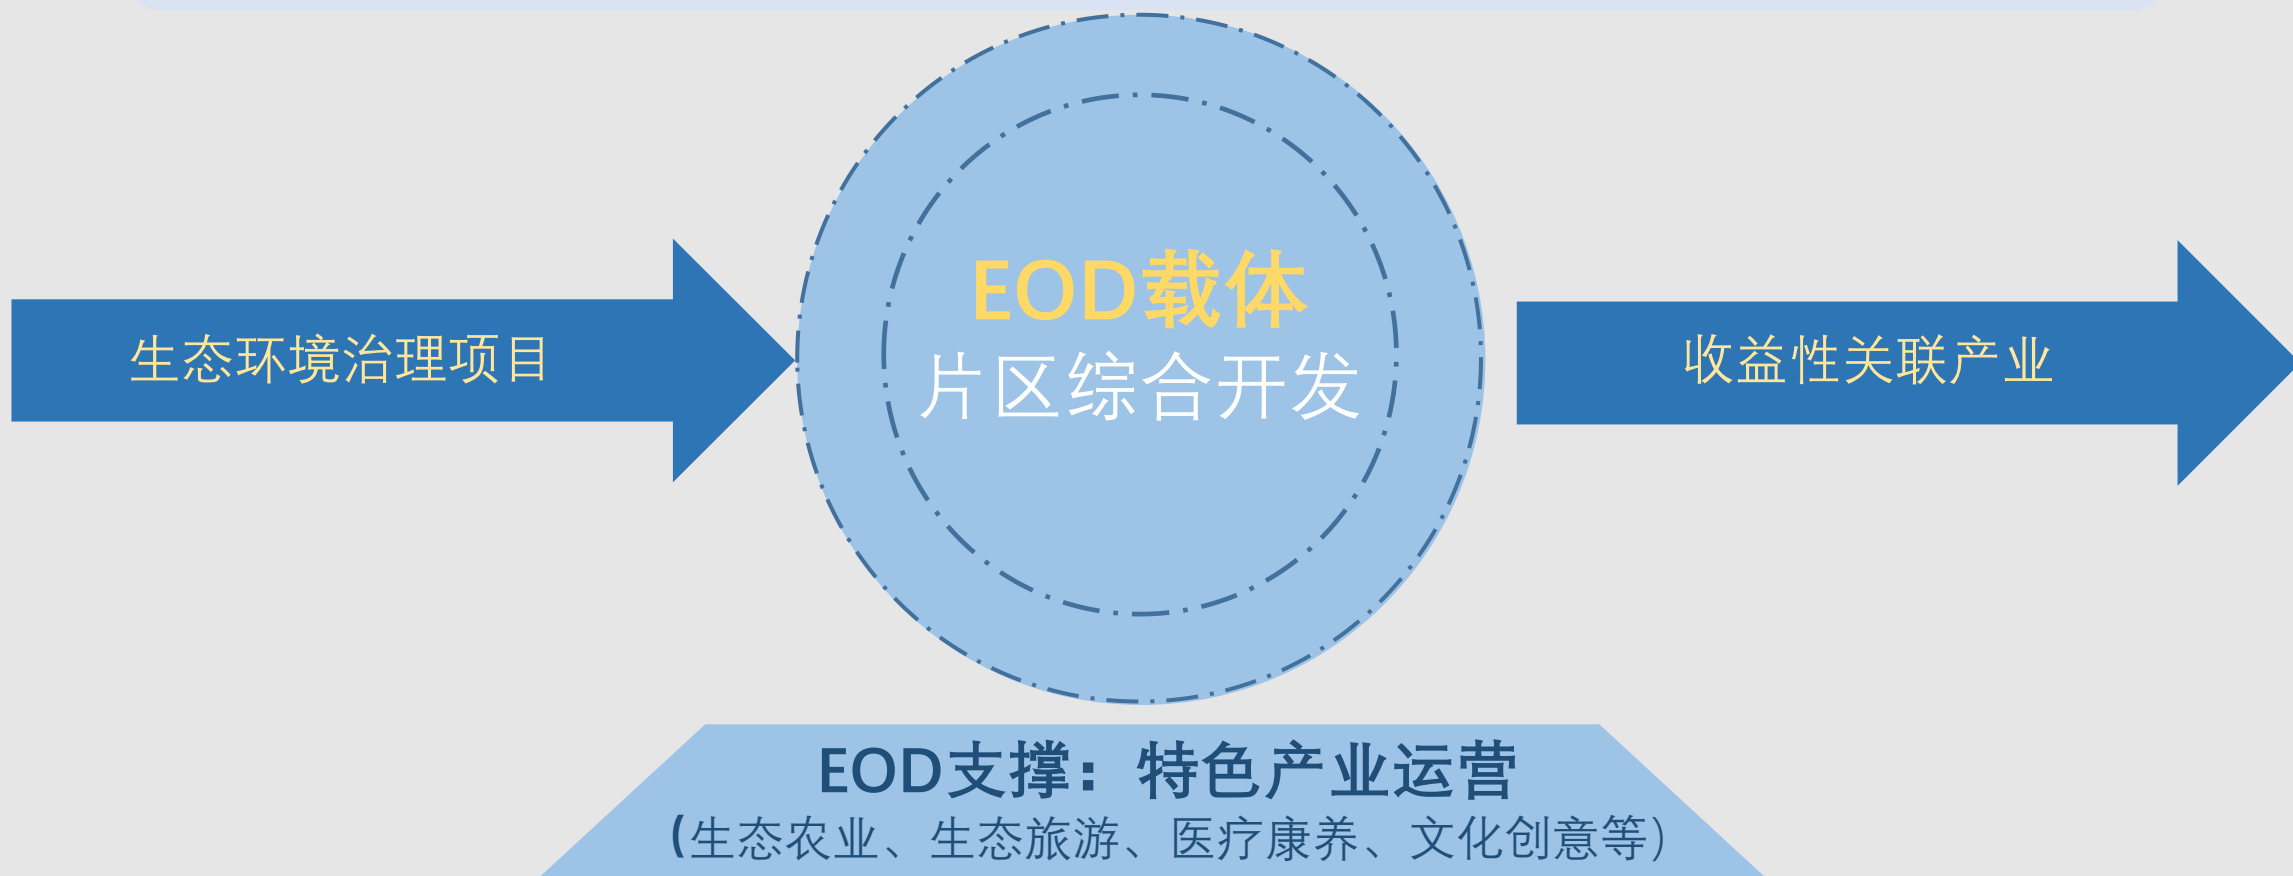 EOD载体
片区综合开发
生态环境治理项目
收益性关联产业
EOD支撑：特色产业运营
(生态农业、生态旅游、医疗康养、文化创意等）